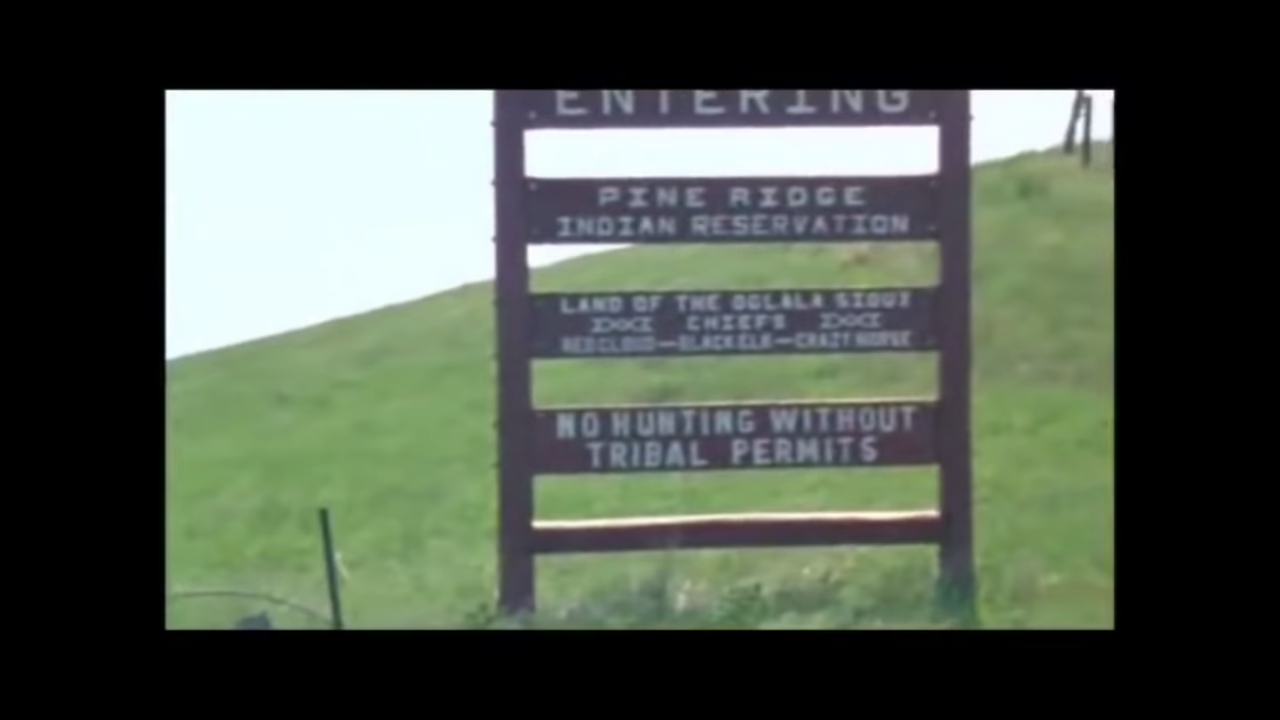 ENTERING
PINE RIDGE
INDIAN RESERVATION
LAND OF THE OGLALA SIOUX
CHIEFS
RED CLOUD—BLACK ELK—CRAZY HORSE
NO HUNTING WITHOUT
TRIBAL PERMITS